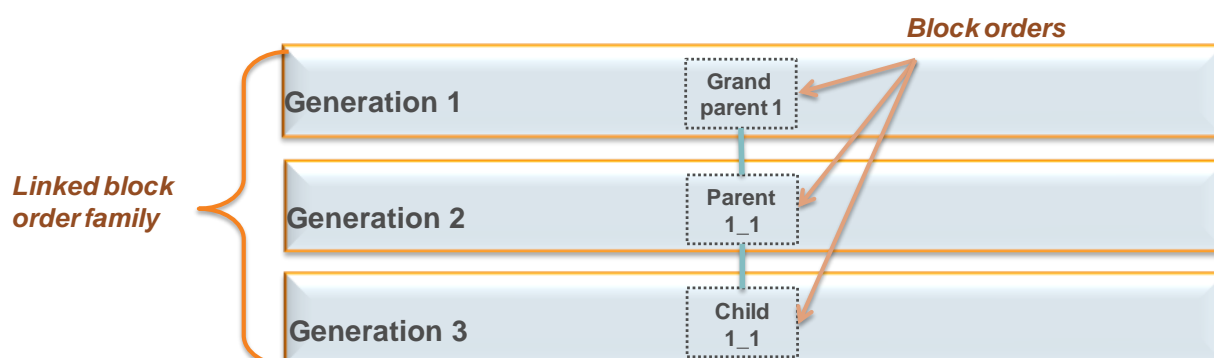 Block orders
Grand
parent 1
Generation 1
Linked block
order family
Parent
1_1
Generation 2
Child
1_1
Generation 3